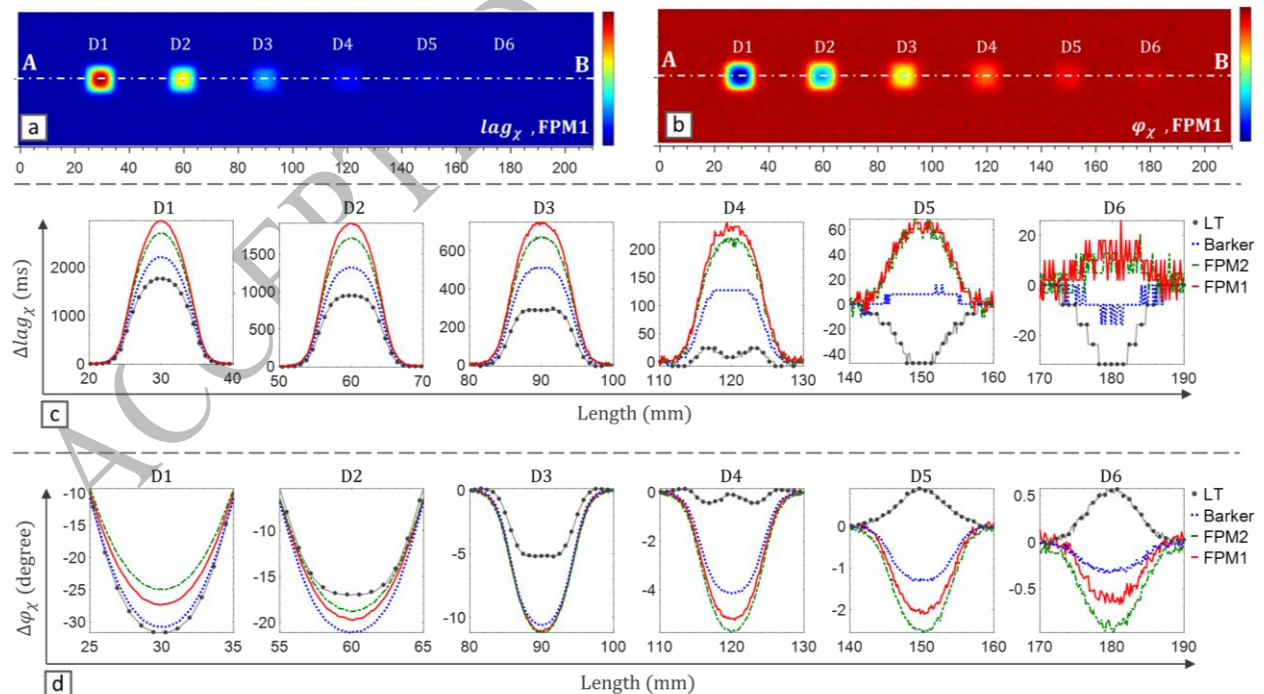 D1 D2 D3 D4 D5 D6
A B
a lag_χ , FPM1
0 20 40 60 80 100 120 140 160 180 200
D1 D2 D3 D4 D5 D6
A B
b φ_χ , FPM1
0 20 40 60 80 100 120 140 160 180 200
ACCEPT
Δlag_χ (ms)
D1
2000
1000
0
20 30 40
D2
1500
1000
500
0
50 60 70
D3
600
400
200
0
80 90 100
D4
200
150
100
50
0
110 120 130
D5
60
40
20
0
-20
-40
140 150 160
D6
20
0
-20
170 180 190
LT
Barker
FPM2
FPM1
c
Length (mm)
Δφ_χ (degree)
D1
-10
-15
-20
-25
-30
25 30 35
D2
-10
-15
-20
55 60 65
D3
0
-5
-10
80 90 100
D4
0
-2
-4
110 120 130
D5
0
-1
-2
140 150 160
D6
0.5
0
-0.5
170 180 190
LT
Barker
FPM2
FPM1
d
Length (mm)